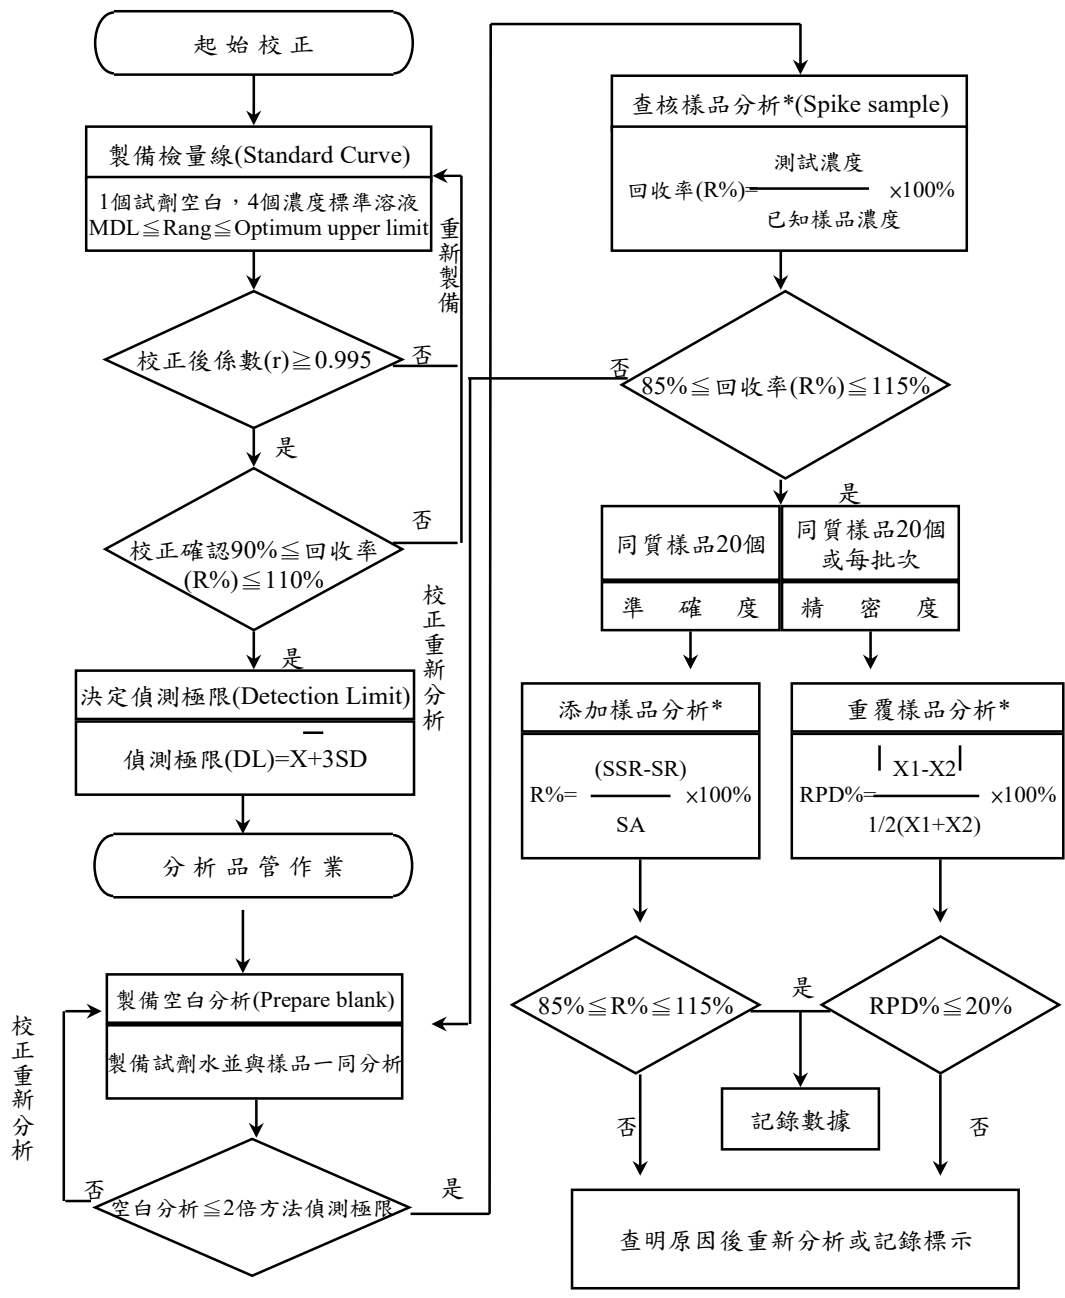 起始校正
製備檢量線(Standard Curve)
1個試劑空白，4個濃度標準溶液
MDL≦Rang≦Optimum upper limit
重新製備
校正後係數(r)≧0.995
否
是
校正確認90%≦回收率
(R%)≦110%
否
是
決定偵測極限(Detection Limit)
偵測極限(DL)=X̅+3SD
分析品管作業
製備空白分析(Prepare blank)
製備試劑水並與樣品一同分析
校正重新分析
空白分析≦2倍方法偵測極限
否
是
查核樣品分析*(Spike sample)
測試濃度
回收率(R%)= ×100%
已知樣品濃度
85%≦回收率(R%)≦115%
否
校正重新分析
是
同質樣品20個
準確度
同質樣品20個
或每批次
精密度
添加樣品分析*
(SSR-SR)
R%= ×100%
SA
重覆樣品分析*
|X1-X2|
RPD%= ×100%
1/2(X1+X2)
85%≦R%≦115%
是
RPD%≦20%
記錄數據
否
否
查明原因後重新分析或記錄標示